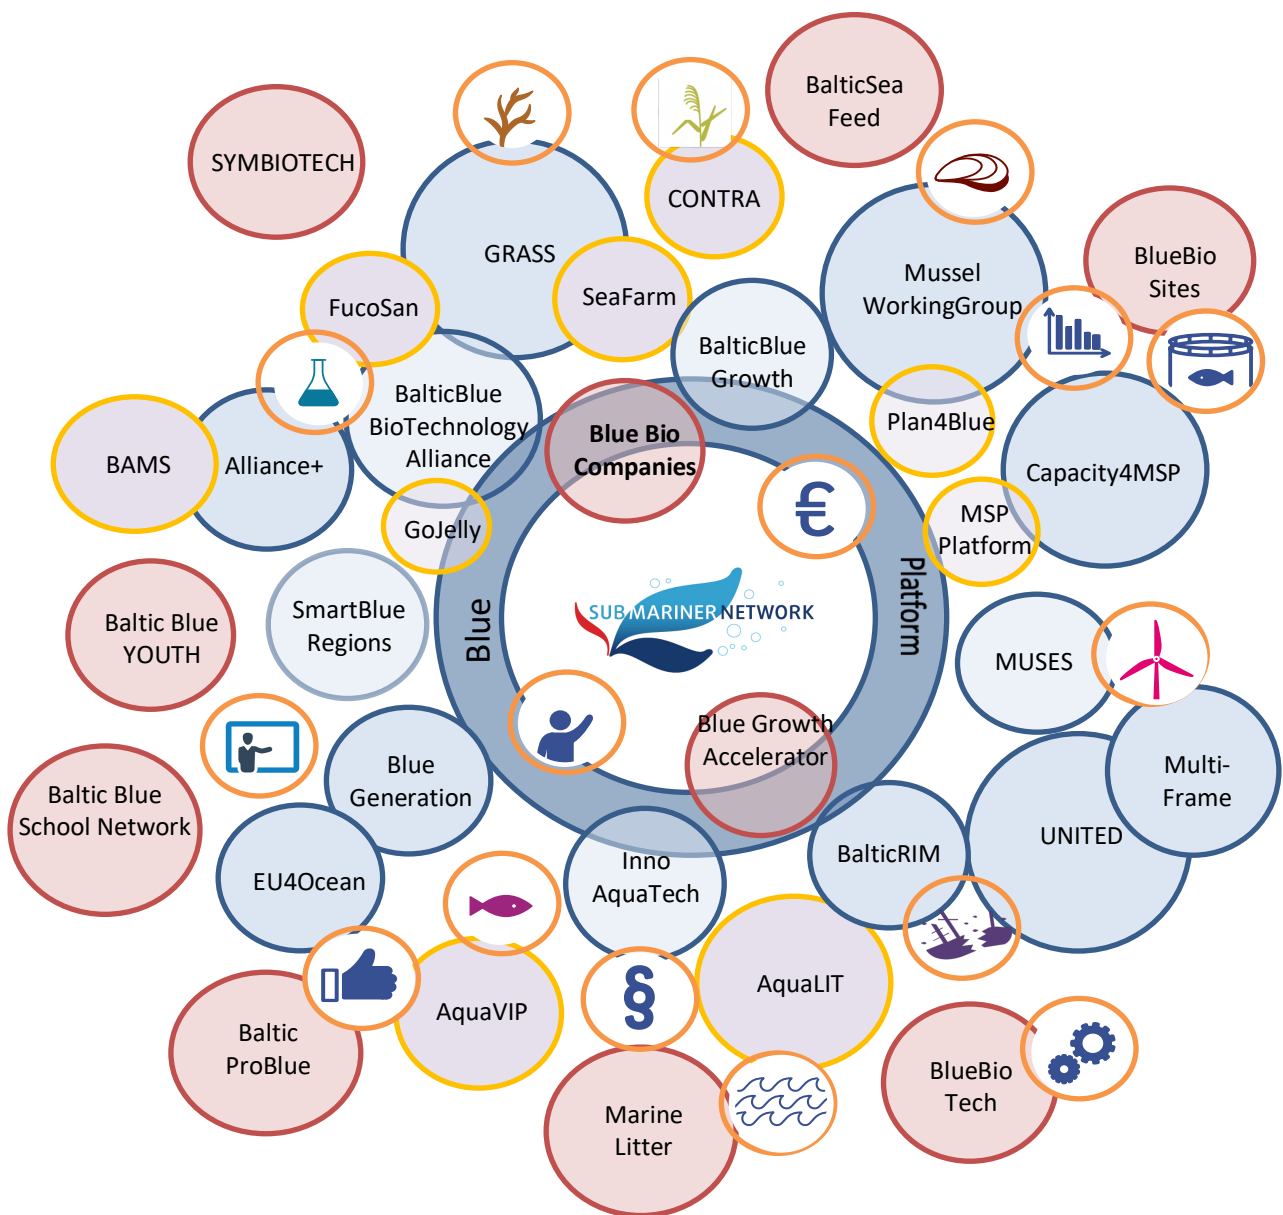 BalticSea
Feed
SYMBIOTECH
CONTRA
GRASS
BlueBio
Sites
Mussel
WorkingGroup
FucoSan
SeaFarm
BalticBlue
Growth
BalticBlue
BioTechnology
Alliance
Plan4Blue
Blue Bio
Companies
BAMS
Alliance+
Capacity4MSP
GoJelly
MSP
Platform
€
Platform
Blue
SUBMARINER NETWORK
SmartBlue
Regions
Baltic Blue
YOUTH
MUSES
Blue Growth
Accelerator
Blue
Generation
Multi-
Frame
Baltic Blue
School Network
UNITED
BalticRIM
Inno
AquaTech
EU4Ocean
AquaLIT
§
AquaVIP
Baltic
ProBlue
BlueBio
Tech
Marine
Litter